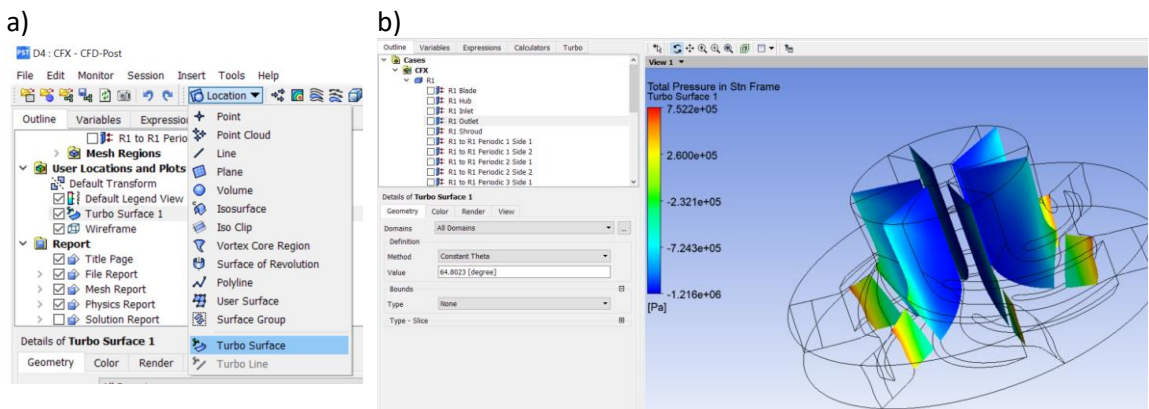 a)
PST D4 : CFX - CFD-Post
File Edit Monitor Session Insert Tools Help
Location
Outline Variables Expressio
R1 to R1 Perio
Mesh Regions
User Locations and Plots
Default Transform
Default Legend View
Turbo Surface 1
Wireframe
Report
Title Page
File Report
Mesh Report
Physics Report
Solution Report
Details of Turbo Surface 1
Geometry Color Render
Point
Point Cloud
Line
Plane
Volume
Isosurface
Iso Clip
Vortex Core Region
Surface of Revolution
Polyline
User Surface
Surface Group
Turbo Surface
Turbo Line
b)
Outline Variables Expressions Calculators Turbo
Cases
CFX
R1
R1 Blade
R1 Hub
R1 Inlet
R1 Outlet
R1 Shroud
R1 to R1 Periodic 1 Side 1
R1 to R1 Periodic 1 Side 2
R1 to R1 Periodic 2 Side 1
R1 to R1 Periodic 2 Side 2
R1 to R1 Periodic 3 Side 1
Details of Turbo Surface 1
Geometry Color Render View
Domains All Domains ...
Definition
Method Constant Theta
Value 64.8023 [degree]
Bounds
Type None
Type - Slice
View 1
Total Pressure in Stn Frame
Turbo Surface 1
7.522e+05
2.600e+05
-2.321e+05
-7.243e+05
-1.216e+06
[Pa]